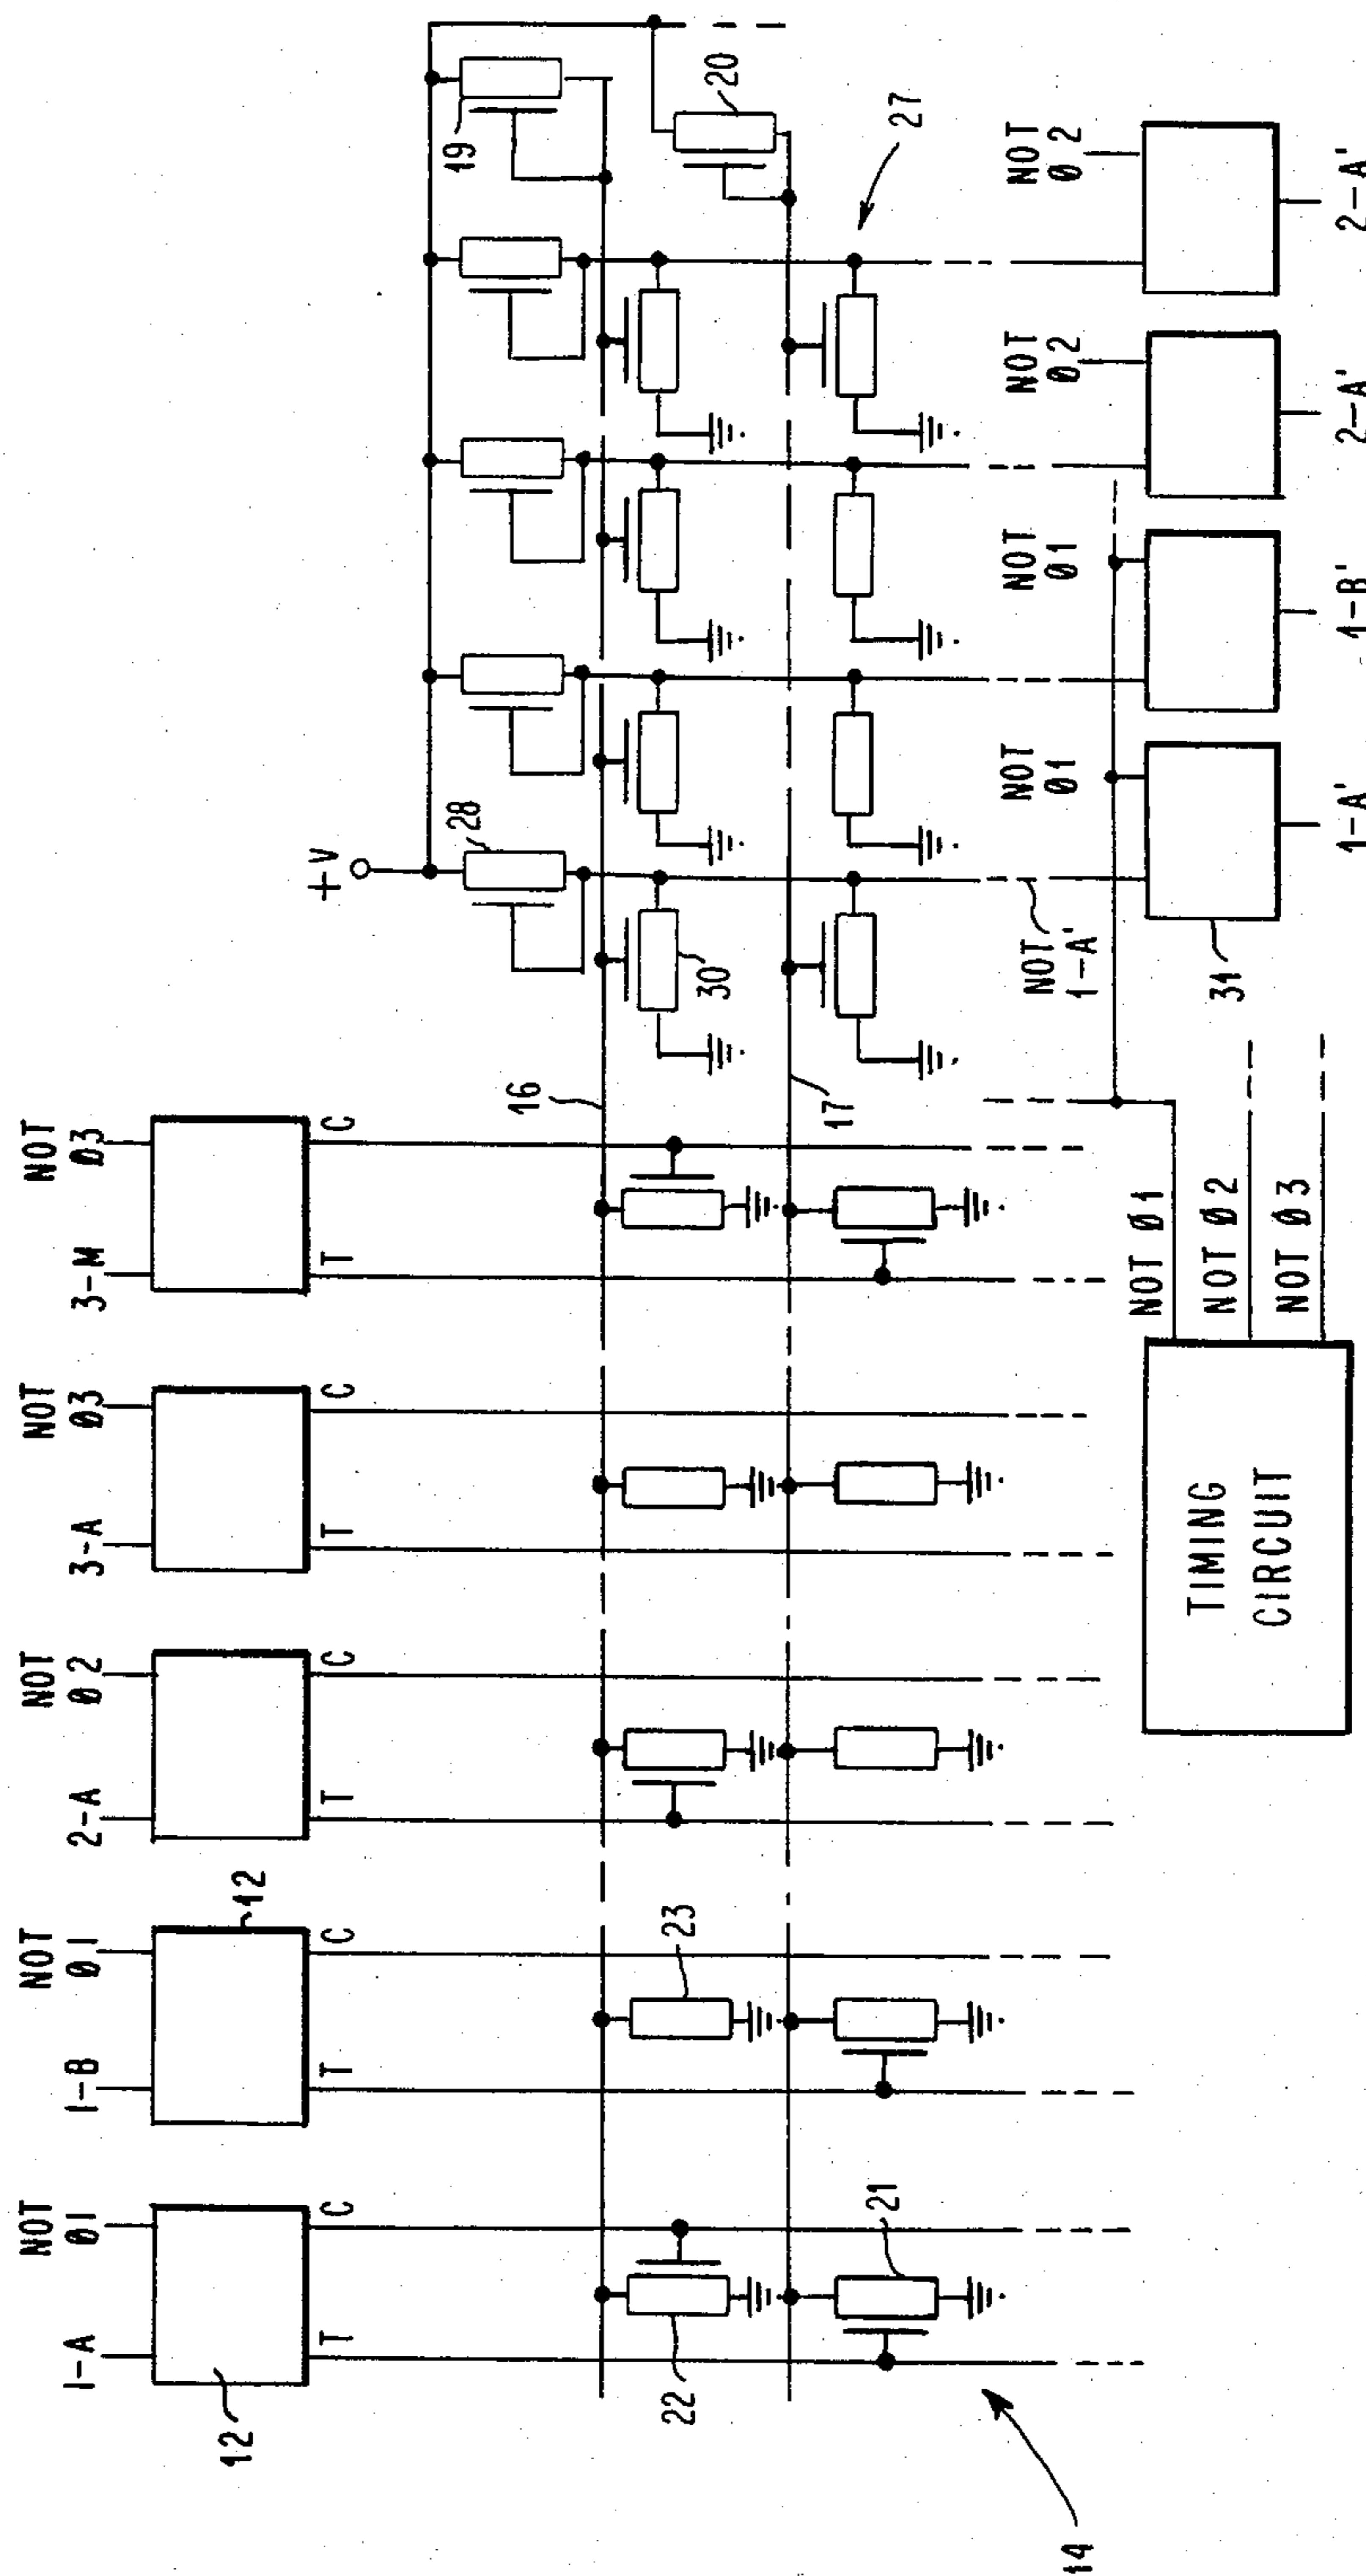 1-A
NOT
Ø1
1-B
NOT
Ø1
2-A
NOT
Ø2
3-A
NOT
Ø3
3-M
NOT
Ø3
12
12
T
C
T
C
T
C
T
C
T
C
+V
28
19
20
16
22
23
30
17
21
27
14
NOT
1-A'
NOT
Ø1
NOT
Ø1
NOT
Ø2
NOT
Ø2
31
1-A'
1-B'
2-A'
2-A'
TIMING
CIRCUIT
NOT Ø1
NOT Ø2
NOT Ø3